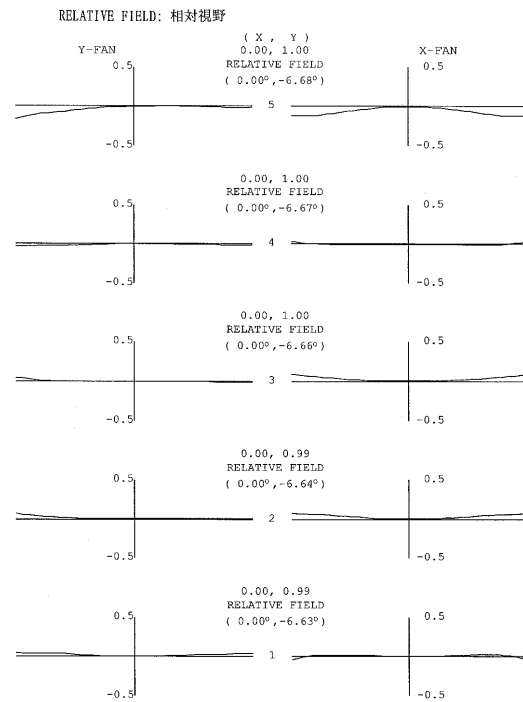 RELATIVE FIELD: 相対視野
( X , Y )
Y-FAN 0.00, 1.00 X-FAN
0.5 RELATIVE FIELD 0.5
( 0.00°,-6.68°)
5
-0.5 -0.5
0.00, 1.00
RELATIVE FIELD
0.5 ( 0.00°,-6.67°) 0.5
4
-0.5 -0.5
0.00, 1.00
RELATIVE FIELD
0.5 ( 0.00°,-6.66°) 0.5
3
-0.5 -0.5
0.00, 0.99
RELATIVE FIELD
0.5 ( 0.00°,-6.64°) 0.5
2
-0.5 -0.5
0.00, 0.99
RELATIVE FIELD
0.5 ( 0.00°,-6.63°) 0.5
1
-0.5 -0.5